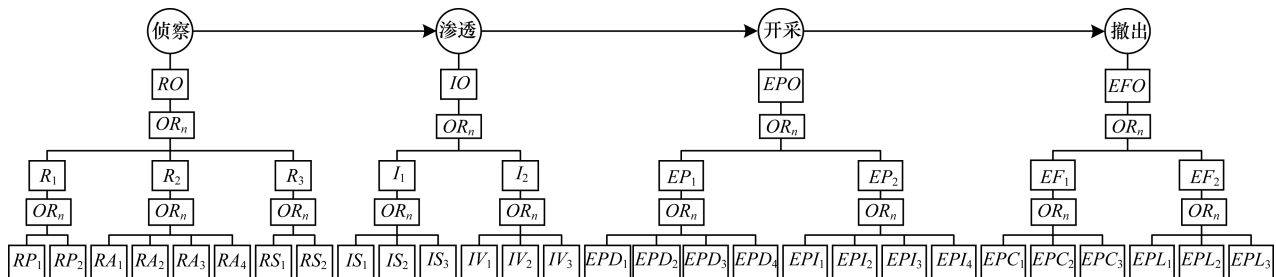 侦察 渗透 开采 撤出
RO IO EPO EFO
ORₙ ORₙ ORₙ ORₙ
R₁ R₂ R₃ I₁ I₂ EP₁ EP₂ EF₁ EF₂
ORₙ ORₙ ORₙ ORₙ ORₙ ORₙ ORₙ ORₙ ORₙ
RP₁ RP₂ RA₁ RA₂ RA₃ RA₄ RS₁ RS₂ IS₁ IS₂ IS₃ IV₁ IV₂ IV₃ EPD₁ EPD₂ EPD₃ EPD₄ EPI₁ EPI₂ EPI₃ EPI₄ EPC₁ EPC₂ EPC₃ EPL₁ EPL₂ EPL₃